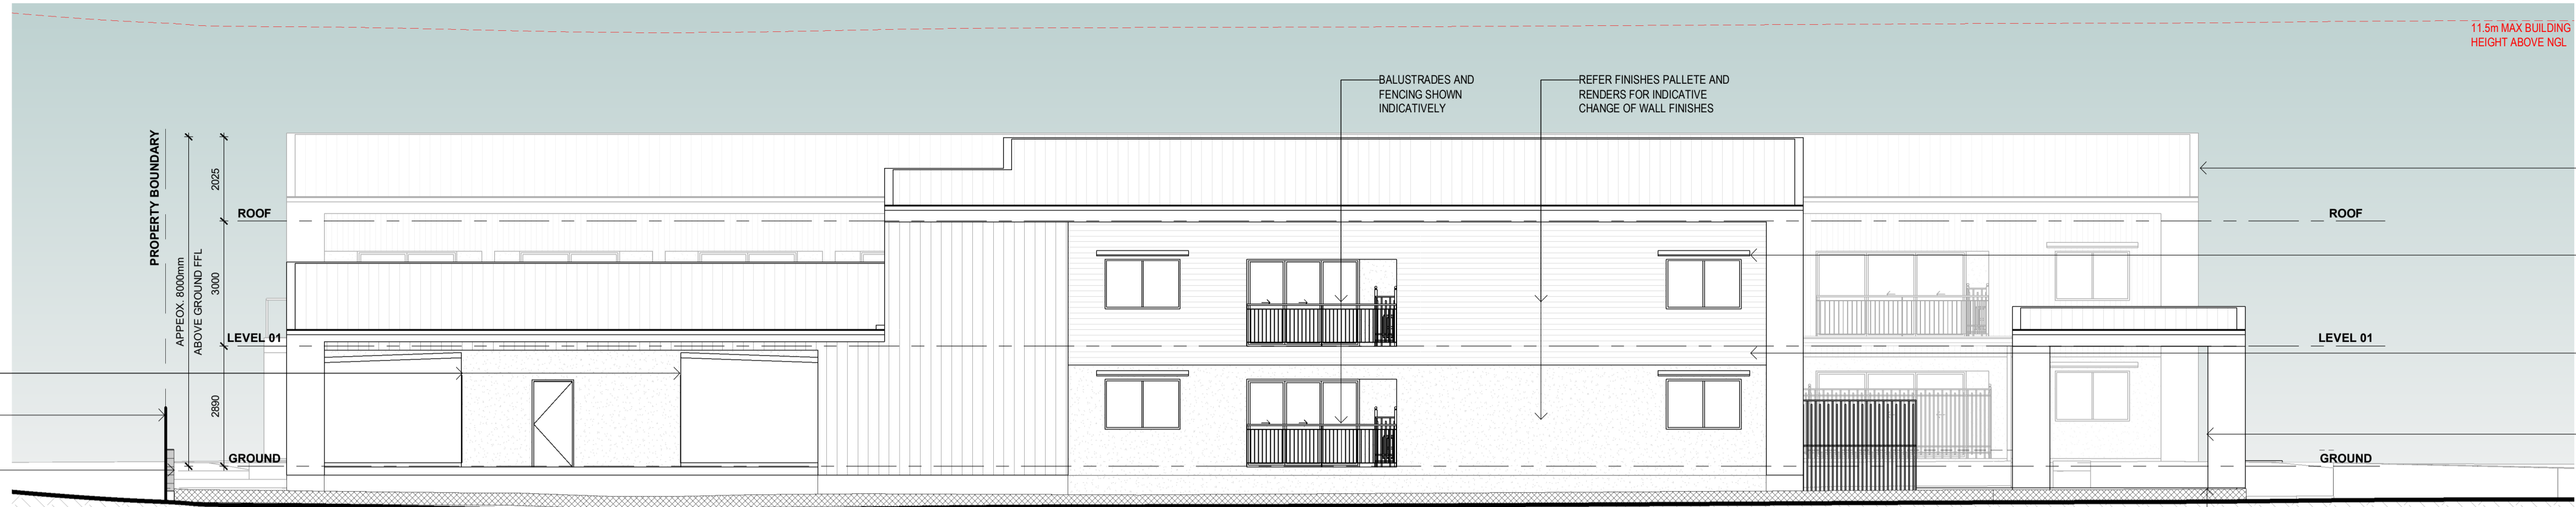 11.5m MAX BUILDING
HEIGHT ABOVE NGL
BALUSTRADES AND
FENCING SHOWN
INDICATIVELY
REFER FINISHES PALLETE AND
RENDERS FOR INDICATIVE
CHANGE OF WALL FINISHES
PROPERTY BOUNDARY
APPEOX. 8000mm
ABOVE GROUND FFL
2025
3000
2890
ROOF
LEVEL 01
GROUND
ROOF
LEVEL 01
GROUND